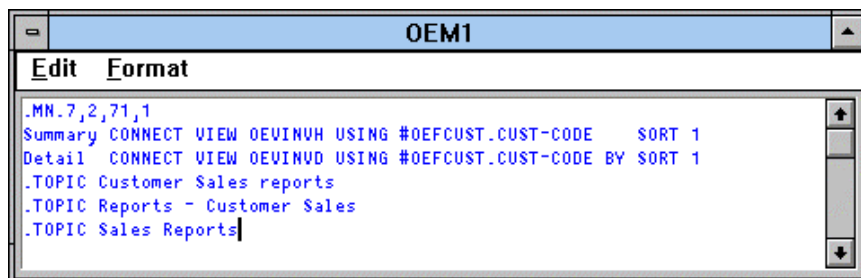 OEM1
Edit Format
.MN.7,2,71,1
Summary CONNECT VIEW OEVINVH USING #OEFCUST.CUST-CODE SORT 1
Detail CONNECT VIEW OEVINVD USING #OEFCUST.CUST-CODE BY SORT 1
.TOPIC Customer Sales reports
.TOPIC Reports - Customer Sales
.TOPIC Sales Reports